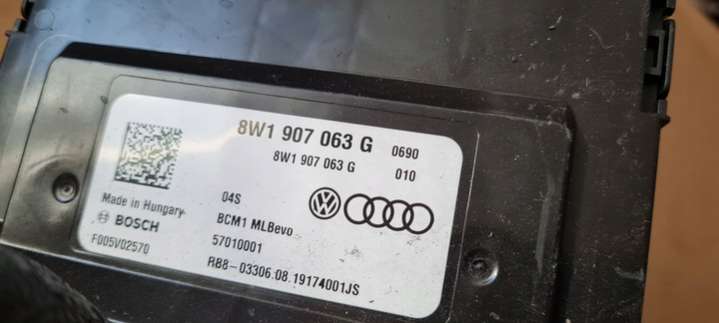 8W1 907 063 G 0690
8W1 907 063 G 010
04S
Made in Hungary
BCM1 MLBevo
BOSCH
57010001
F005V02570
RB8-03306.08.19174001JS